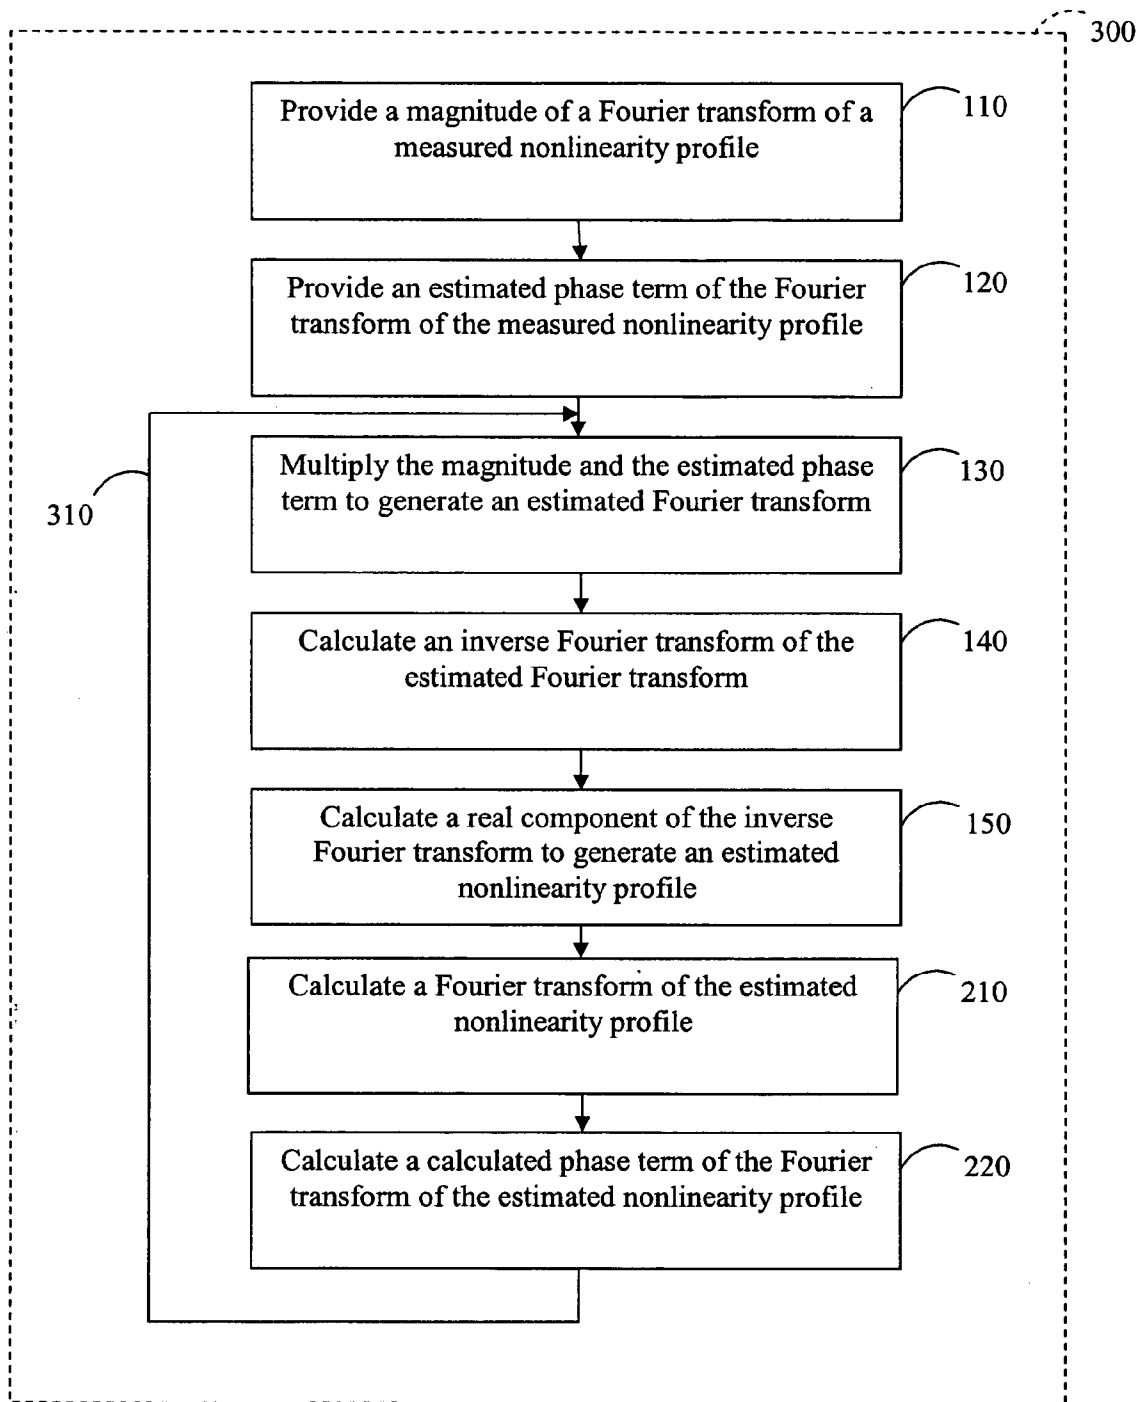 300
Provide a magnitude of a Fourier transform of a
measured nonlinearity profile
110
Provide an estimated phase term of the Fourier
transform of the measured nonlinearity profile
120
Multiply the magnitude and the estimated phase
term to generate an estimated Fourier transform
130
310
Calculate an inverse Fourier transform of the
estimated Fourier transform
140
Calculate a real component of the inverse
Fourier transform to generate an estimated
nonlinearity profile
150
Calculate a Fourier transform of the estimated
nonlinearity profile
210
Calculate a calculated phase term of the Fourier
transform of the estimated nonlinearity profile
220